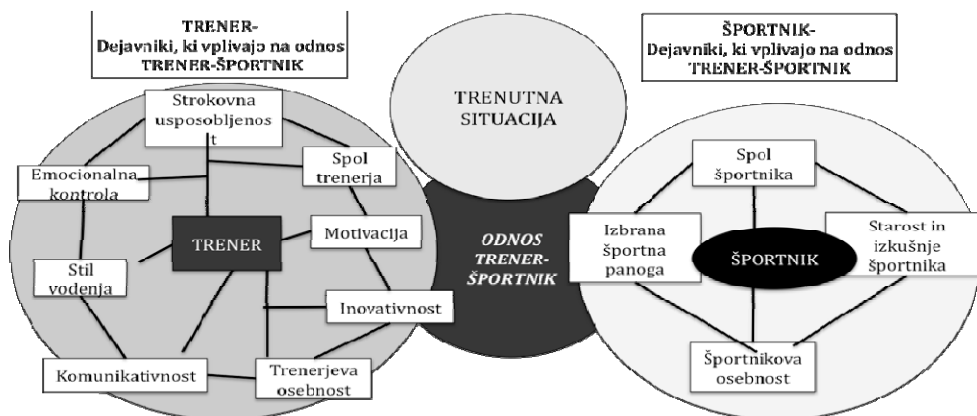 TRENER-
Dejavniki, ki vplivajo na odnos
TRENER-ŠPORTNIK
ŠPORTNIK-
Dejavniki, ki vplivajo na odnos
TRENER-ŠPORTNIK
TRENUTNA
SITUACIJA
Strokovna
usposobljenos
t
Emocionalna
kontrola
Spol
trenerja
TRENER
Motivacija
Stil
vodenja
Inovativnost
Komunikativnost
Trenerjeva
osebnost
ODNOS
TRENER-
ŠPORTNIK
Spol
športnika
Izbrana
športna
panoga
ŠPORTNIK
Starost in
izkušnje
športnika
Športnikova
osebnost